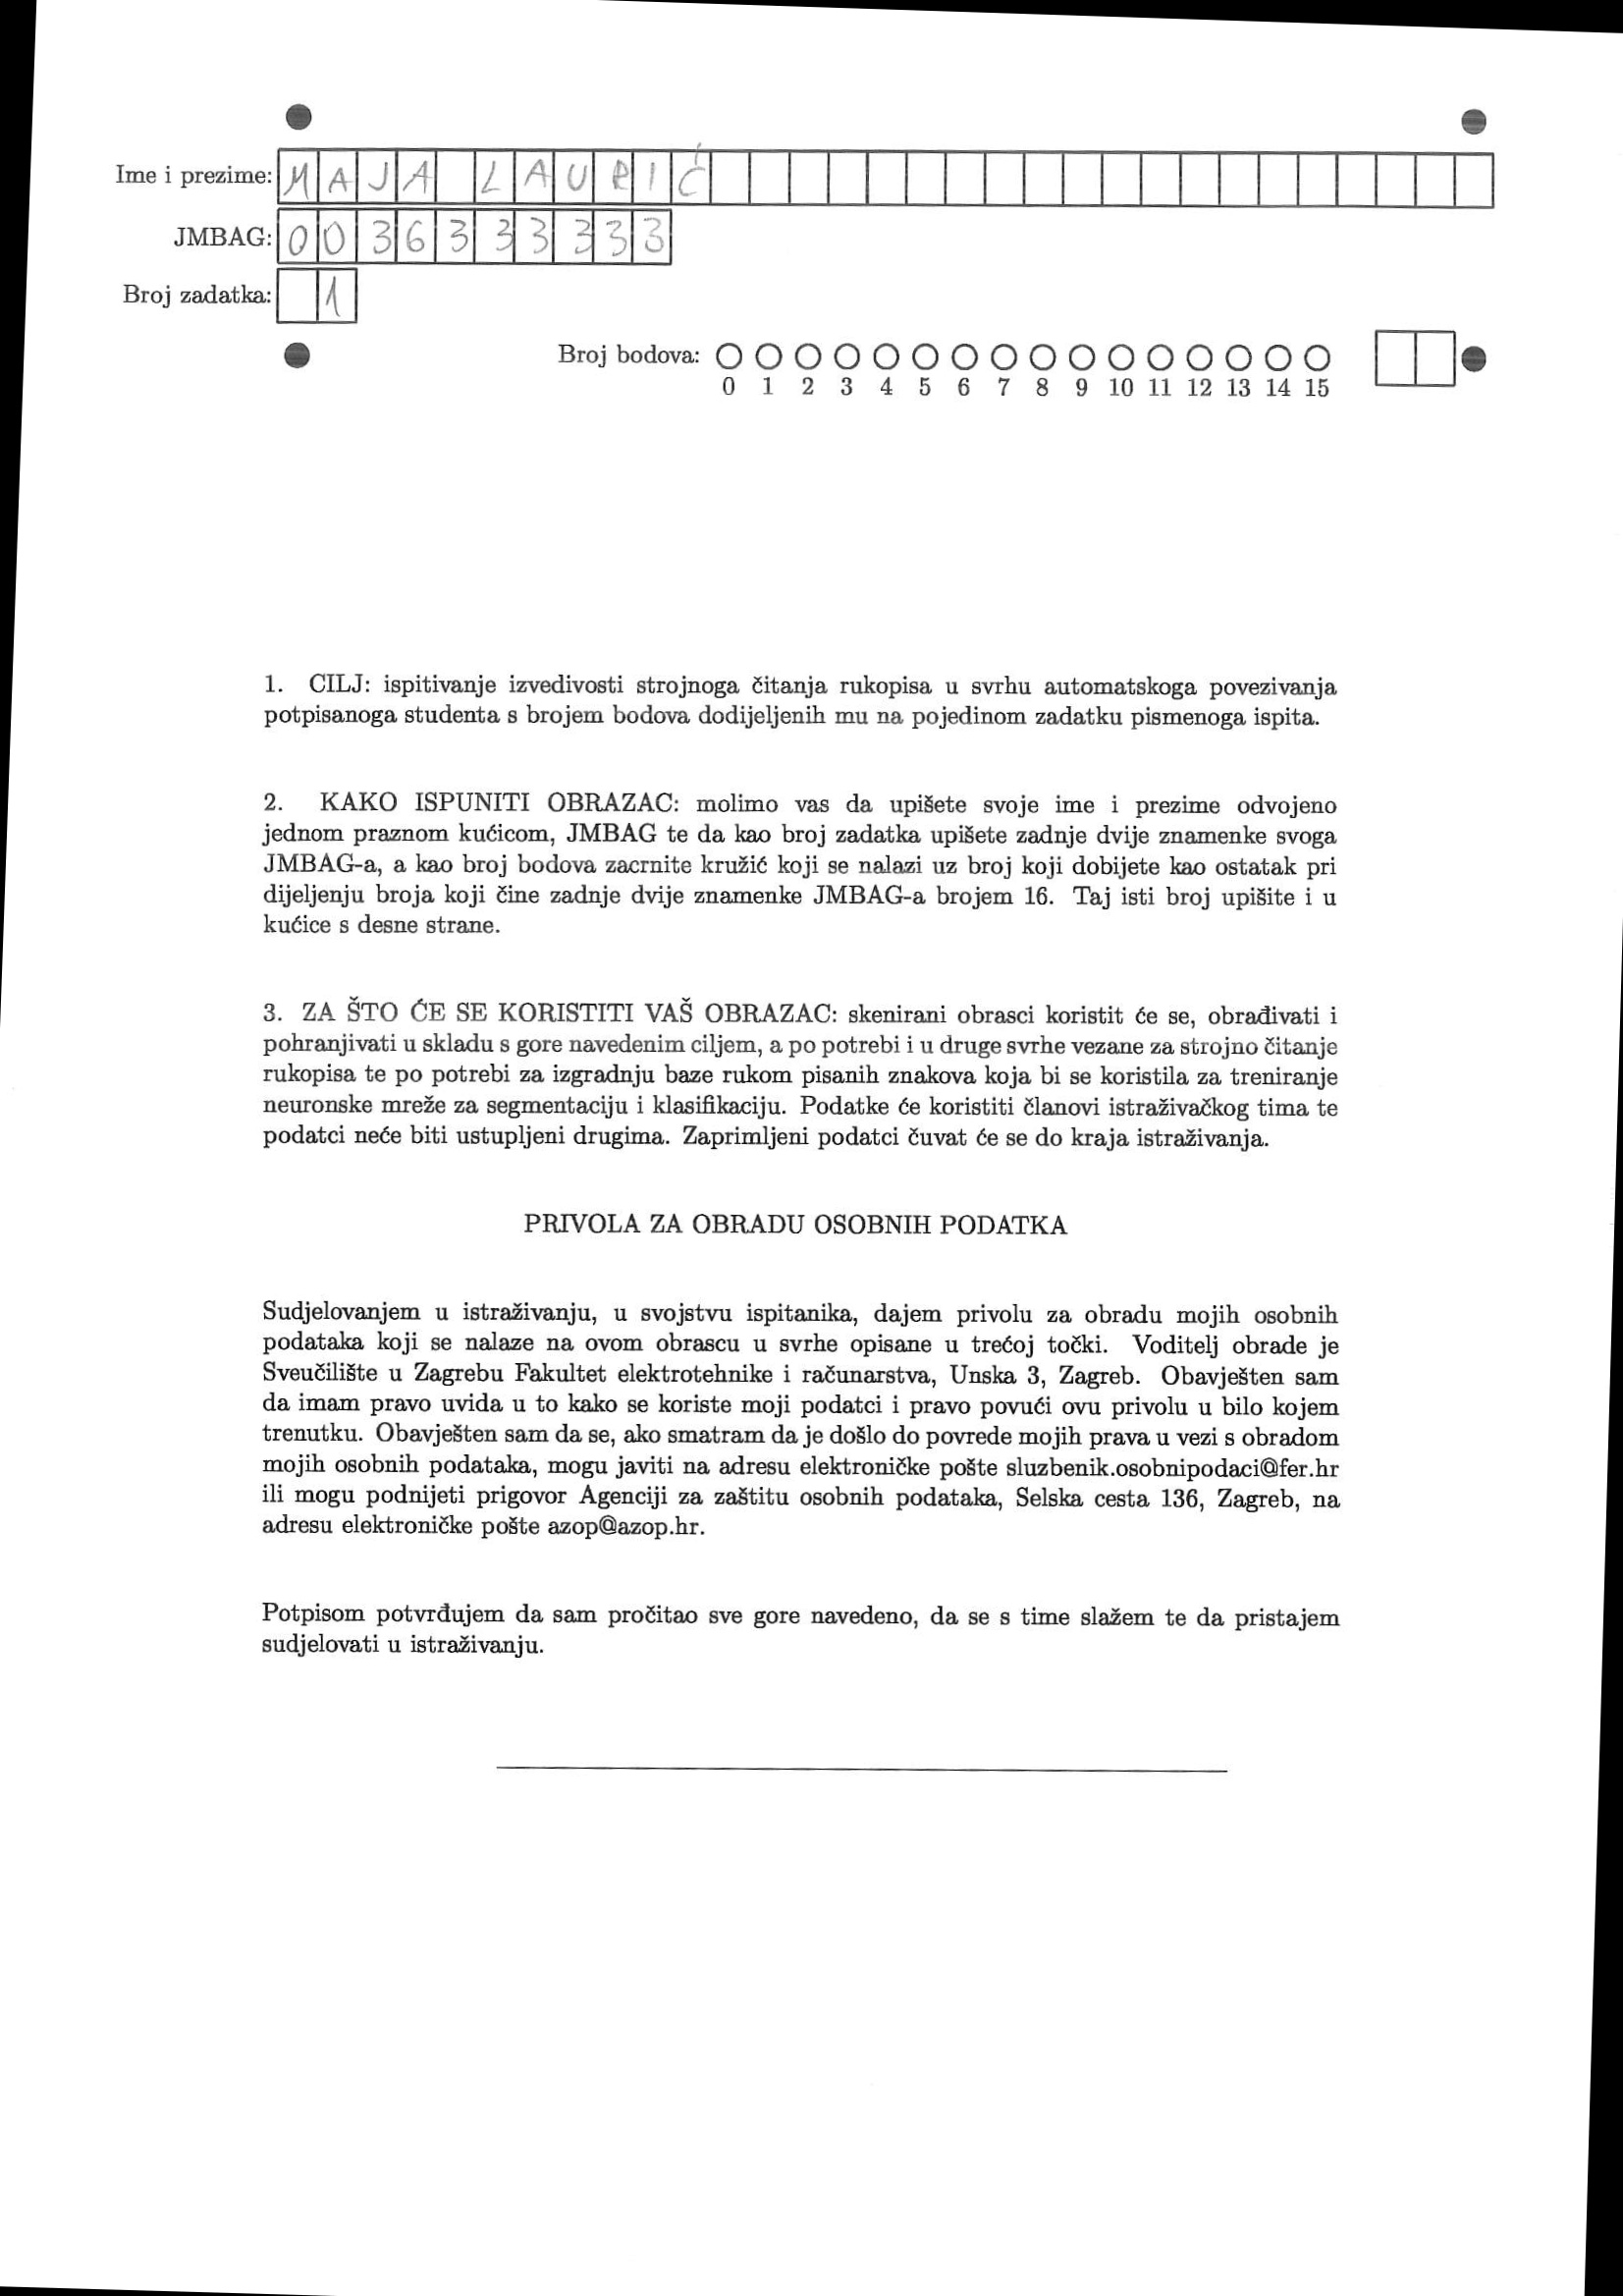 Ime i prezime: MAJA LAURIĆ
JMBAG: 0036333333
Broj zadatka: 1
Broj bodova:
0 1 2 3 4 5 6 7 8 9 10 11 12 13 14 15
1. CILJ: ispitivanje izvedivosti strojnoga čitanja rukopisa u svrhu automatskoga povezivanja
potpisanoga studenta s brojem bodova dodijeljenih mu na pojedinom zadatku pismenoga ispita.
2. KAKO ISPUNITI OBRAZAC: molimo vas da upišete svoje ime i prezime odvojeno
jednom praznom kućicom, JMBAG te da kao broj zadatka upišete zadnje dvije znamenke svoga
JMBAG-a, a kao broj bodova zacrnite kružić koji se nalazi uz broj koji dobijete kao ostatak pri
dijeljenju broja koji čine zadnje dvije znamenke JMBAG-a brojem 16. Taj isti broj upišite i u
kućice s desne strane.
3. ZA ŠTO ĆE SE KORISTITI VAŠ OBRAZAC: skenirani obrasci koristit će se, obrađivati i
pohranjivati u skladu s gore navedenim ciljem, a po potrebi i u druge svrhe vezane za strojno čitanje
rukopisa te po potrebi za izgradnju baze rukom pisanih znakova koja bi se koristila za treniranje
neuronske mreže za segmentaciju i klasifikaciju. Podatke će koristiti članovi istraživačkog tima te
podatci neće biti ustupljeni drugima. Zaprimljeni podatci čuvat će se do kraja istraživanja.
PRIVOLA ZA OBRADU OSOBNIH PODATKA
Sudjelovanjem u istraživanju, u svojstvu ispitanika, dajem privolu za obradu mojih osobnih
podataka koji se nalaze na ovom obrascu u svrhe opisane u trećoj točki. Voditelj obrade je
Sveučilište u Zagrebu Fakultet elektrotehnike i računarstva, Unska 3, Zagreb. Obavješten sam
da imam pravo uvida u to kako se koriste moji podatci i pravo povući ovu privolu u bilo kojem
trenutku. Obavješten sam da se, ako smatram da je došlo do povrede mojih prava u vezi s obradom
mojih osobnih podataka, mogu javiti na adresu elektroničke pošte sluzbenik.osobnipodaci@fer.hr
ili mogu podnijeti prigovor Agenciji za zaštitu osobnih podataka, Selska cesta 136, Zagreb, na
adresu elektroničke pošte azop@azop.hr.
Potpisom potvrđujem da sam pročitao sve gore navedeno, da se s time slažem te da pristajem
sudjelovati u istraživanju.